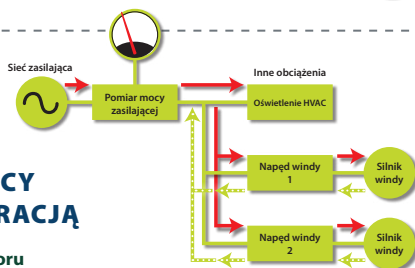 Sieć zasilająca
Pomiar mocy
zasilającej
Inne obciążenia
Oświetlenie HVAC
Napęd windy
1
Silnik
windy
CY
RACJĄ
Napęd windy
2
Silnik
windy
oru